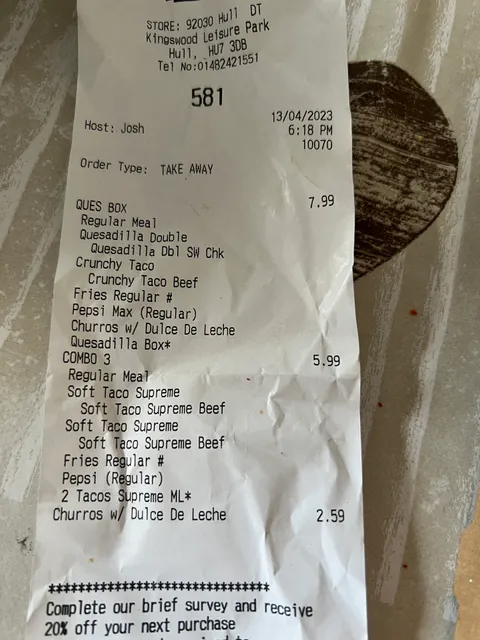 STORE: 92030 Hull DT
Kingswood Leisure Park
Hull, HU7 3DB
Tel No:01482421551
581
13/04/2023
Host: Josh 6:18 PM
10070
Order Type: TAKE AWAY
QUES BOX 7.99
Regular Meal
Quesadilla Double
Quesadilla Dbl SW Chk
Crunchy Taco
Crunchy Taco Beef
Fries Regular #
Pepsi Max (Regular)
Churros w/ Dulce De Leche
Quesadilla Box*
COMBO 3 5.99
Regular Meal
Soft Taco Supreme
Soft Taco Supreme Beef
Soft Taco Supreme
Soft Taco Supreme Beef
Fries Regular #
Pepsi (Regular)
2 Tacos Supreme ML*
Churros w/ Dulce De Leche 2.59
********************************
Complete our brief survey and receive
20% off your next purchase